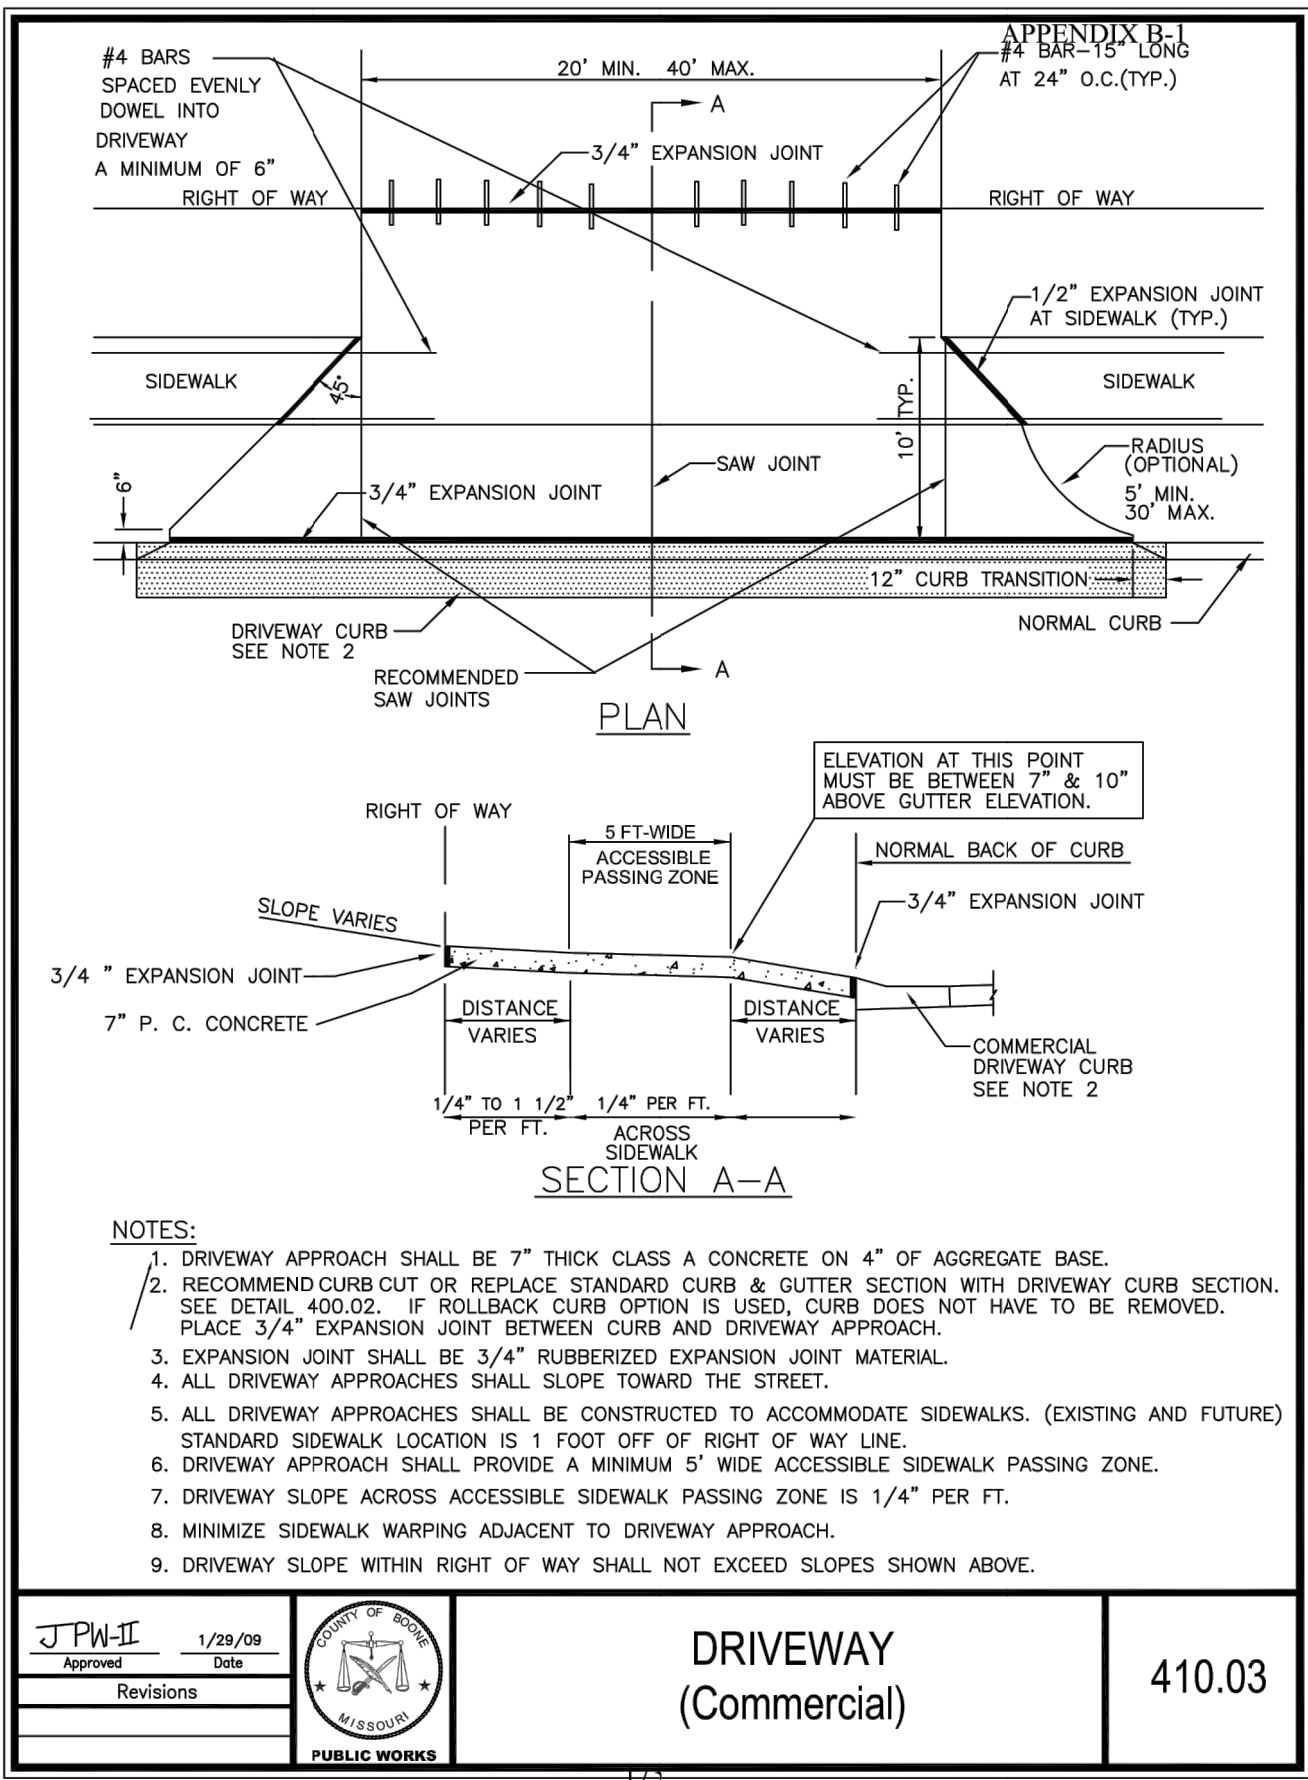 APPENDIX B-1
#4 BARS
SPACED EVENLY
DOWEL INTO
DRIVEWAY
A MINIMUM OF 6"
20' MIN. 40' MAX.
#4 BAR-15" LONG
AT 24" O.C.(TYP.)
A
3/4" EXPANSION JOINT
RIGHT OF WAY
RIGHT OF WAY
1/2" EXPANSION JOINT
AT SIDEWALK (TYP.)
SIDEWALK
45°
10' TYP.
SIDEWALK
RADIUS
(OPTIONAL)
5' MIN.
30' MAX.
SAW JOINT
6"
3/4" EXPANSION JOINT
12" CURB TRANSITION
DRIVEWAY CURB
SEE NOTE 2
NORMAL CURB
RECOMMENDED
SAW JOINTS
A
PLAN
ELEVATION AT THIS POINT
MUST BE BETWEEN 7" & 10"
ABOVE GUTTER ELEVATION.
RIGHT OF WAY
5 FT-WIDE
ACCESSIBLE
PASSING ZONE
NORMAL BACK OF CURB
3/4" EXPANSION JOINT
SLOPE VARIES
3/4 " EXPANSION JOINT
7" P. C. CONCRETE
DISTANCE
VARIES
DISTANCE
VARIES
COMMERCIAL
DRIVEWAY CURB
SEE NOTE 2
1/4" TO 1 1/2"
PER FT.
1/4" PER FT.
ACROSS
SIDEWALK
SECTION A-A
NOTES:
1. DRIVEWAY APPROACH SHALL BE 7" THICK CLASS A CONCRETE ON 4" OF AGGREGATE BASE.
2. RECOMMEND CURB CUT OR REPLACE STANDARD CURB & GUTTER SECTION WITH DRIVEWAY CURB SECTION.
SEE DETAIL 400.02. IF ROLLBACK CURB OPTION IS USED, CURB DOES NOT HAVE TO BE REMOVED.
PLACE 3/4" EXPANSION JOINT BETWEEN CURB AND DRIVEWAY APPROACH.
3. EXPANSION JOINT SHALL BE 3/4" RUBBERIZED EXPANSION JOINT MATERIAL.
4. ALL DRIVEWAY APPROACHES SHALL SLOPE TOWARD THE STREET.
5. ALL DRIVEWAY APPROACHES SHALL BE CONSTRUCTED TO ACCOMMODATE SIDEWALKS. (EXISTING AND FUTURE)
STANDARD SIDEWALK LOCATION IS 1 FOOT OFF OF RIGHT OF WAY LINE.
6. DRIVEWAY APPROACH SHALL PROVIDE A MINIMUM 5' WIDE ACCESSIBLE SIDEWALK PASSING ZONE.
7. DRIVEWAY SLOPE ACROSS ACCESSIBLE SIDEWALK PASSING ZONE IS 1/4" PER FT.
8. MINIMIZE SIDEWALK WARPING ADJACENT TO DRIVEWAY APPROACH.
9. DRIVEWAY SLOPE WITHIN RIGHT OF WAY SHALL NOT EXCEED SLOPES SHOWN ABOVE.
JPW-II
1/29/09
Approved
Date
Revisions
COUNTY OF BOONE
MISSOURI
PUBLIC WORKS
DRIVEWAY
(Commercial)
410.03